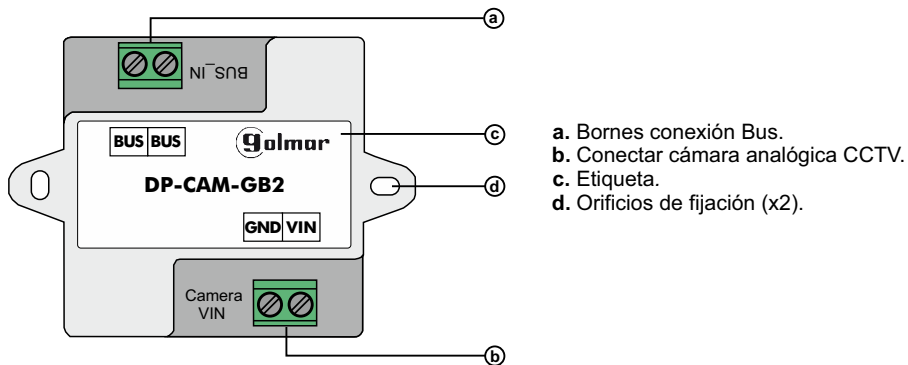 a
BUS_IN
BUS BUS
golmar
c
DP-CAM-GB2
d
GND VIN
Camera
VIN
b
a. Bornes conexión Bus.
b. Conectar cámara analógica CCTV.
c. Etiqueta.
d. Orificios de fijación (x2).